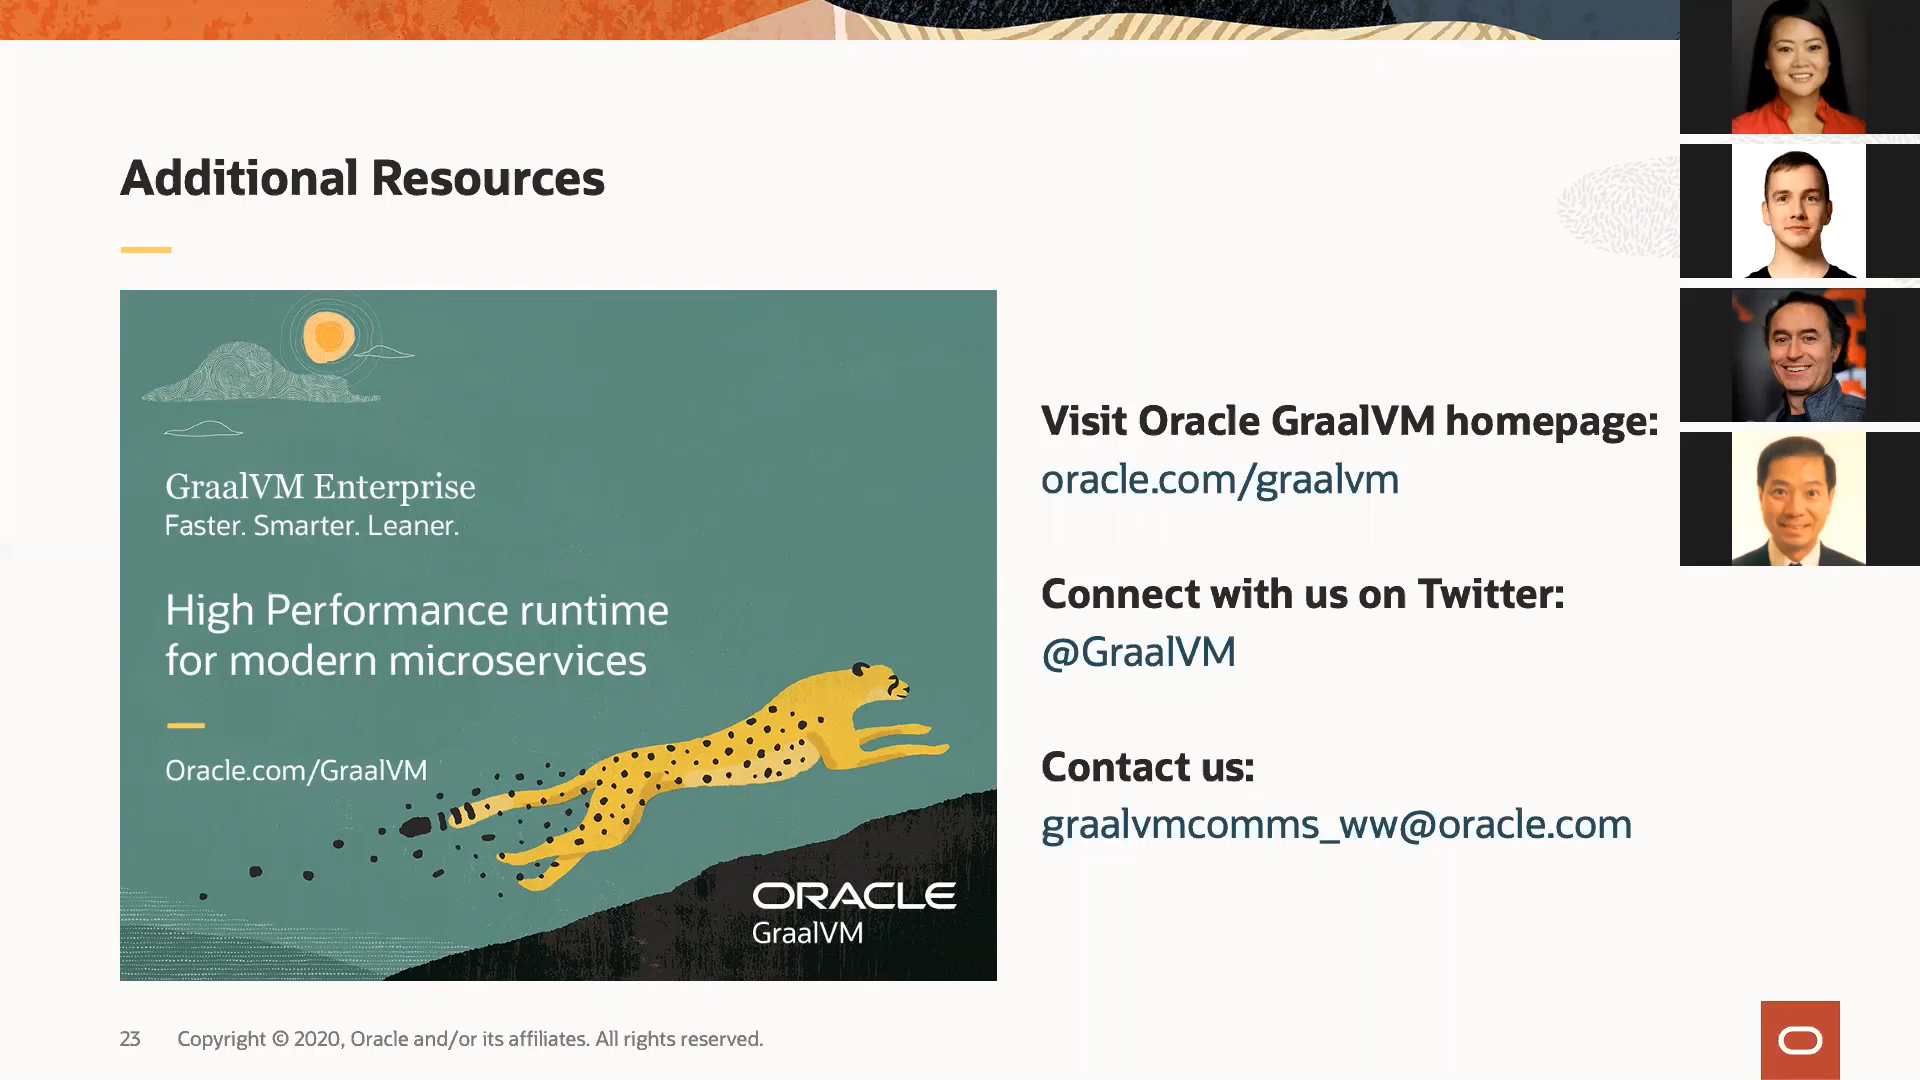 Additional Resources
GraalVM Enterprise
Faster. Smarter. Leaner.
High Performance runtime
for modern microservices
Oracle.com/GraalVM
ORACLE
GraalVM
Visit Oracle GraalVM homepage:
oracle.com/graalvm
Connect with us on Twitter:
@GraalVM
Contact us:
graalvmcomms_ww@oracle.com
23 Copyright © 2020, Oracle and/or its affiliates. All rights reserved.